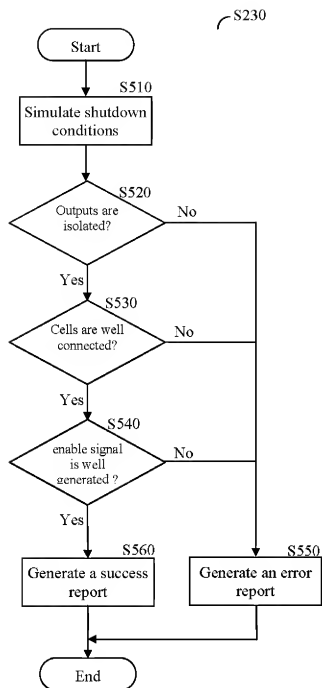 S230
Start
S510
Simulate shutdown
conditions
S520
Outputs are
isolated?
No
Yes
S530
Cells are well
connected?
No
Yes
S540
enable signal
is well
generated ?
No
Yes
S560
Generate a success
report
S550
Generate an error
report
End